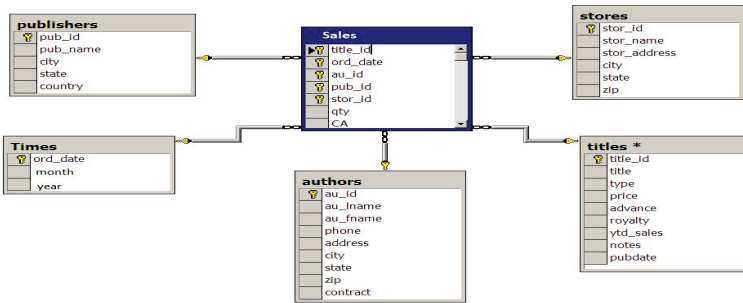 publishers
pub_id
pub_name
city
state
country
Sales
title_id
ord_date
au_id
pub_id
stor_id
qty
CA
stores
stor_id
stor_name
stor_address
city
state
zip
Times
ord_date
month
year
authors
au_id
au_lname
au_fname
phone
address
city
state
zip
contract
titles *
title_id
title
type
price
advance
royalty
ytd_sales
notes
pubdate